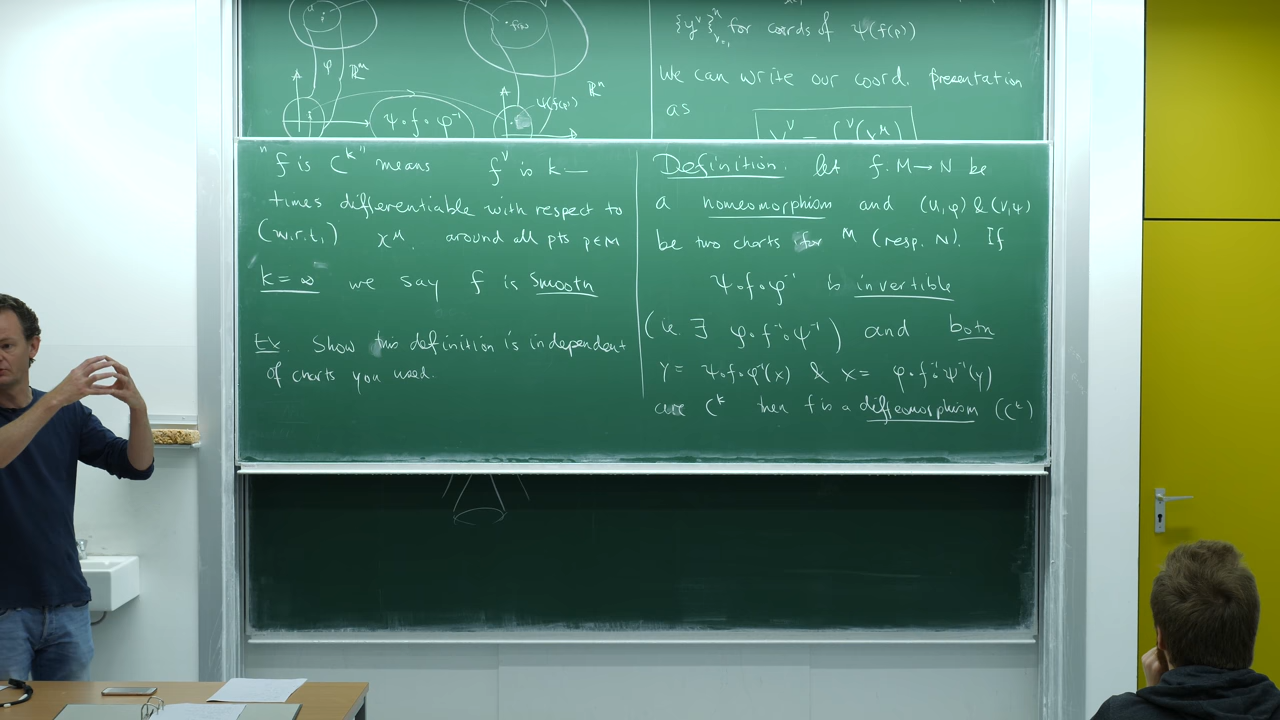 φ
ℝᵐ
ℝⁿ
ψ(f(p))
ψ∘f∘φ⁻¹
{y^ν}ⁿ_ν=1 for coords of ψ(f(p))
We can write our coord. presentation
as
y^ν = f^ν(x^μ)
"f is C^k" means f^ν is k—
times differentiable with respect to
(w.r.t.) x^μ. around all pts p∈M
k=∞ we say f is smooth
Ex. Show this definition is independent
of charts you used.
Definition. let f: M→N be
a homeomorphism and (U,φ) & (V,ψ)
be two charts for M (resp. N). If
ψ∘f∘φ⁻¹ is invertible
(ie. ∃ φ∘f⁻¹∘ψ⁻¹) and both
y= ψ∘f∘φ⁻¹(x) & x= φ∘f⁻¹∘ψ⁻¹(y)
are C^k then f is a diffeomorphism (C^k)